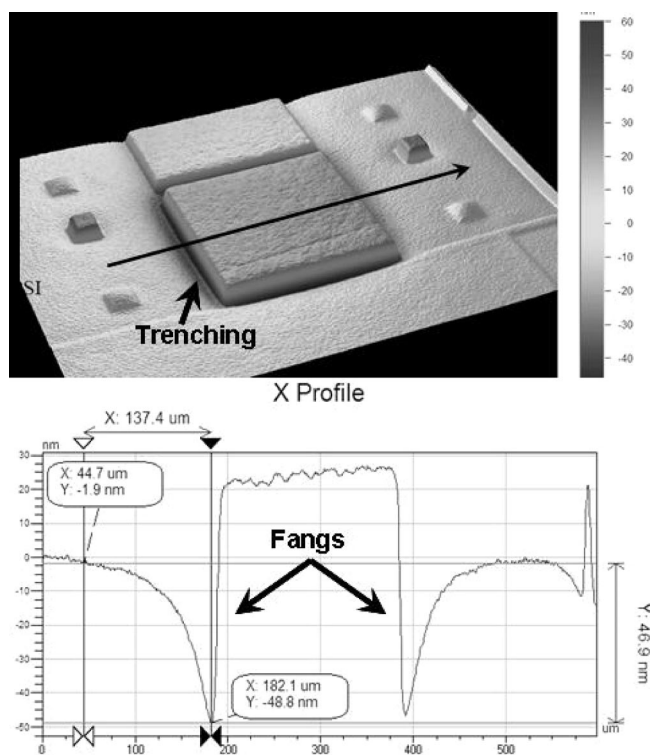 60
50
40
30
20
10
0
-10
-20
-30
-40
SI
Trenching
X Profile
X: 137.4 um
nm
30
20
10
0
-10
-20
-30
-40
-50
X: 44.7 um
Y: -1.9 nm
Fangs
X: 182.1 um
Y: -48.8 nm
Y: 46.9 nm
um
0
100
200
300
400
500